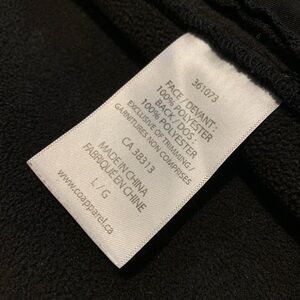 361073
FACE / DEVANT :
100% POLYESTER
BACK / DOS :
100% POLYESTER
EXCLUSIVE OF TRIMMING /
GARNITURES NON COMPRISES
CA 38313
MADE IN CHINA
FABRIQUÉ EN CHINE
L / G
www.coapparel.ca